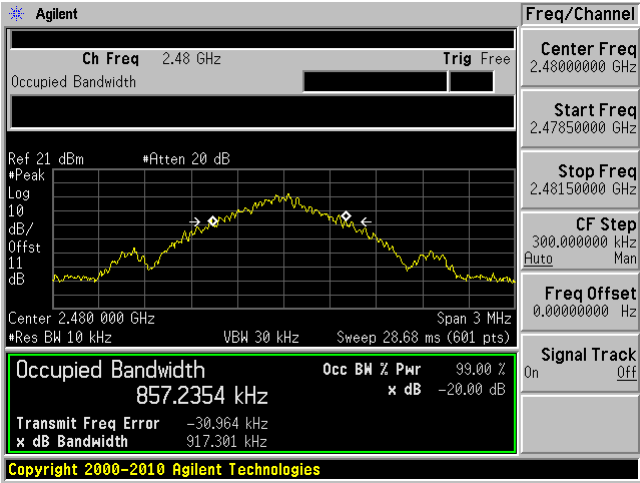 Agilent
Freq/Channel
Ch Freq 2.48 GHz Trig Free
Occupied Bandwidth
Center Freq
2.48000000 GHz
Start Freq
2.47850000 GHz
Stop Freq
2.48150000 GHz
CF Step
300.000000 kHz
Auto Man
Freq Offset
0.00000000 Hz
Signal Track
On Off
Ref 21 dBm #Atten 20 dB
#Peak
Log
10
dB/
Offst
11
dB
Center 2.480 000 GHz Span 3 MHz
#Res BW 10 kHz VBW 30 kHz Sweep 28.68 ms (601 pts)
Occupied Bandwidth Occ BW % Pwr 99.00 %
857.2354 kHz x dB -20.00 dB
Transmit Freq Error -30.964 kHz
x dB Bandwidth 917.301 kHz
Copyright 2000-2010 Agilent Technologies